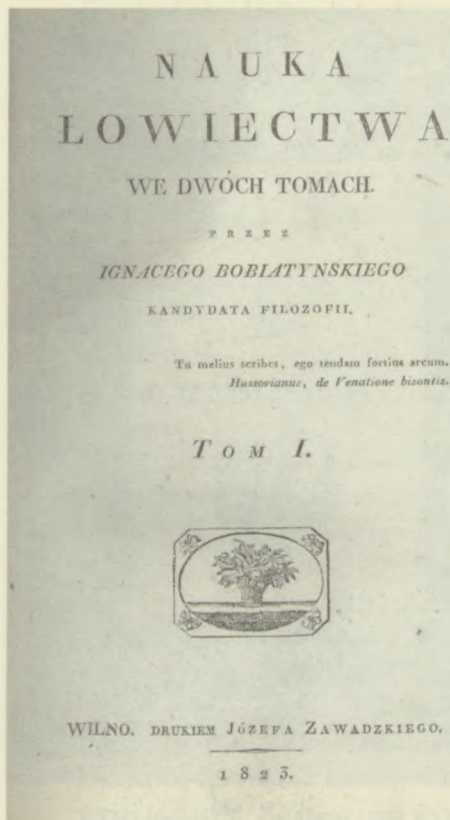 NAUKA
ŁOWIECTWA
WE DWÓCH TOMACH.
PRZEZ
IGNACEGO BOBIATYNSKIEGO
KANDYDATA FILOZOFII.
Tu melius scribes, ego tendam fortius arcum.
Hussovianus, de Venatione bisontis.
TOM I.
WILNO. DRUKIEM JÓZEFA ZAWADZKIEGO.
1823.